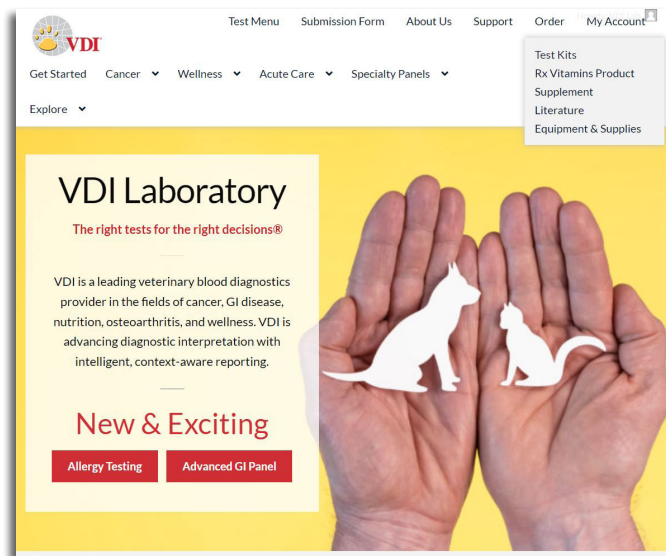 Test Menu Submission Form About Us Support Order My Account
VDI
Test Kits
Rx Vitamins Product
Supplement
Literature
Equipment & Supplies
Get Started Cancer Wellness Acute Care Specialty Panels
Explore
VDI Laboratory
The right tests for the right decisions®
VDI is a leading veterinary blood diagnostics
provider in the fields of cancer, GI disease,
nutrition, osteoarthritis, and wellness. VDI is
advancing diagnostic interpretation with
intelligent, context-aware reporting.
New & Exciting
Allergy Testing Advanced GI Panel